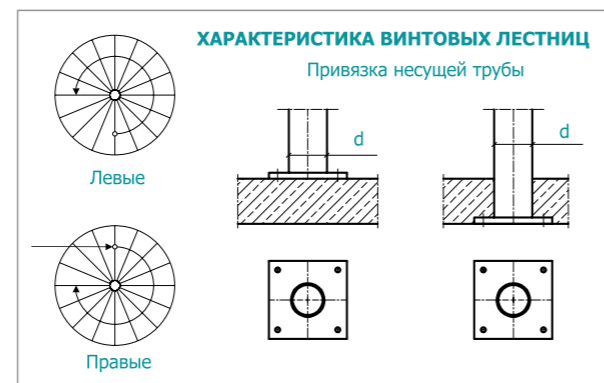 ХАРАКТЕРИСТИКА ВИНТОВЫХ ЛЕСТНИЦ
Привязка несущей трубы
d
d
Левые
Правые